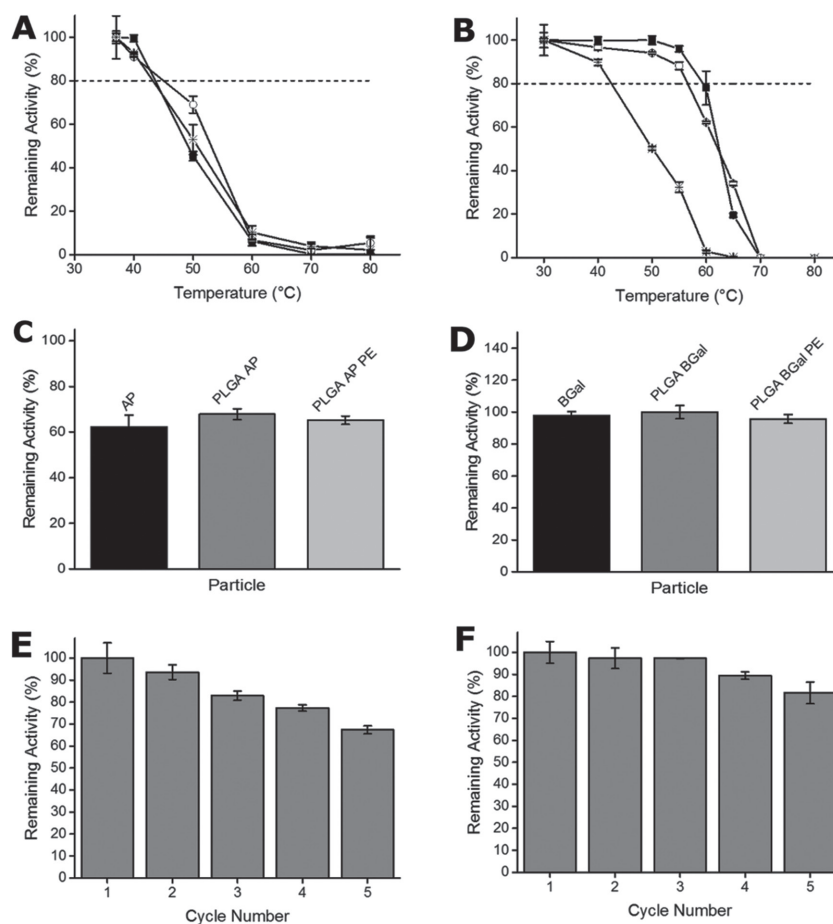 A
Remaining Activity (%)
100
80
60
40
20
0
30
40
50
60
70
80
Temperature (°C)
B
Remaining Activity (%)
100
80
60
40
20
0
30
40
50
60
70
80
Temperature (°C)
C
Remaining Activity (%)
100
80
60
40
20
0
AP
PLGA AP
PLGA AP PE
Particle
D
Remaining Activity (%)
140
120
100
80
60
40
20
0
BGal
PLGA BGal
PLGA BGal PE
Particle
E
Remaining Activity (%)
100
90
80
70
60
50
40
30
20
10
0
1
2
3
4
5
Cycle Number
F
Remaining Activity (%)
100
90
80
70
60
50
40
30
20
10
0
1
2
3
4
5
Cycle Number